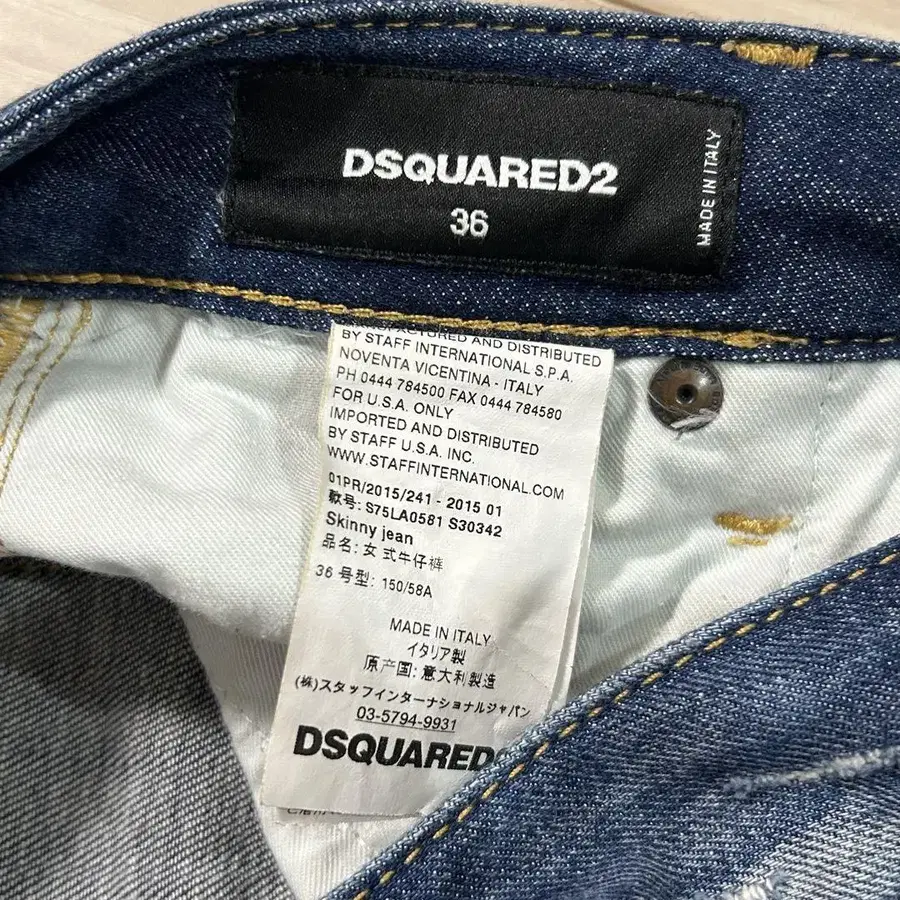 DSQUARED2
36
MADE IN ITALY
MANUFACTURED AND DISTRIBUTED
BY STAFF INTERNATIONAL S.P.A.
NOVENTA VICENTINA - ITALY
PH 0444 784500 FAX 0444 784580
FOR U.S.A. ONLY
IMPORTED AND DISTRIBUTED
BY STAFF U.S.A. INC.
WWW.STAFFINTERNATIONAL.COM
01PR/2015/241 - 2015 01
款号: S75LA0581 S30342
Skinny jean
品名: 女 式牛仔裤
36 号型: 150/58A
MADE IN ITALY
イタリア製
原产国: 意大利製造
(株)スタッフインターナショナルジャパン
03-5794-9931
DSQUARED